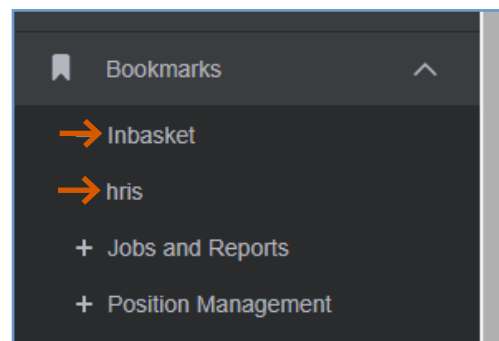 Bookmarks
Inbasket
hris
+ Jobs and Reports
+ Position Management